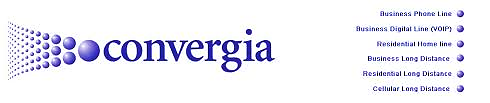 convergia
Business Phone Line
Business Digital Line (VOIP)
Residential Home line
Business Long Distance
Residential Long Distance
Cellular Long Distance